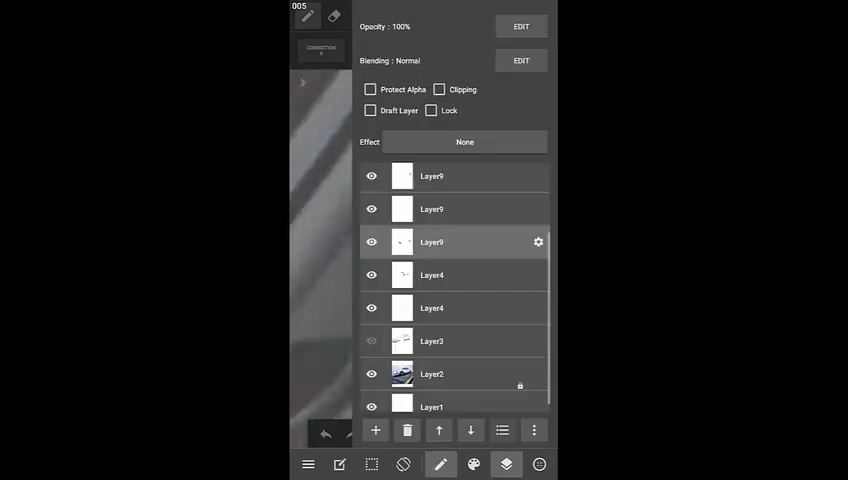 005
Opacity : 100%
EDIT
CONNECTION
Blending : Normal
EDIT
Protect Alpha
Clipping
Draft Layer
Lock
Effect
None
Layer9
Layer9
Layer9
Layer4
Layer4
Layer3
Layer2
Layer1